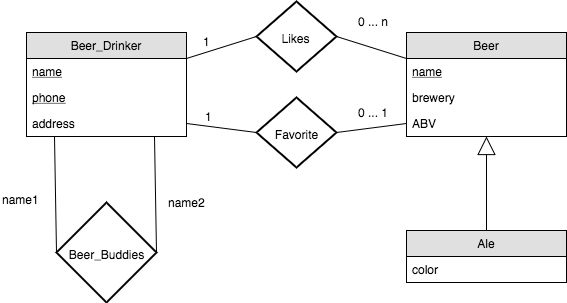 Beer_Drinker
name
phone
address
1
Likes
0 ... n
Beer
name
brewery
ABV
1
Favorite
0 ... 1
name1
name2
Beer_Buddies
Ale
color